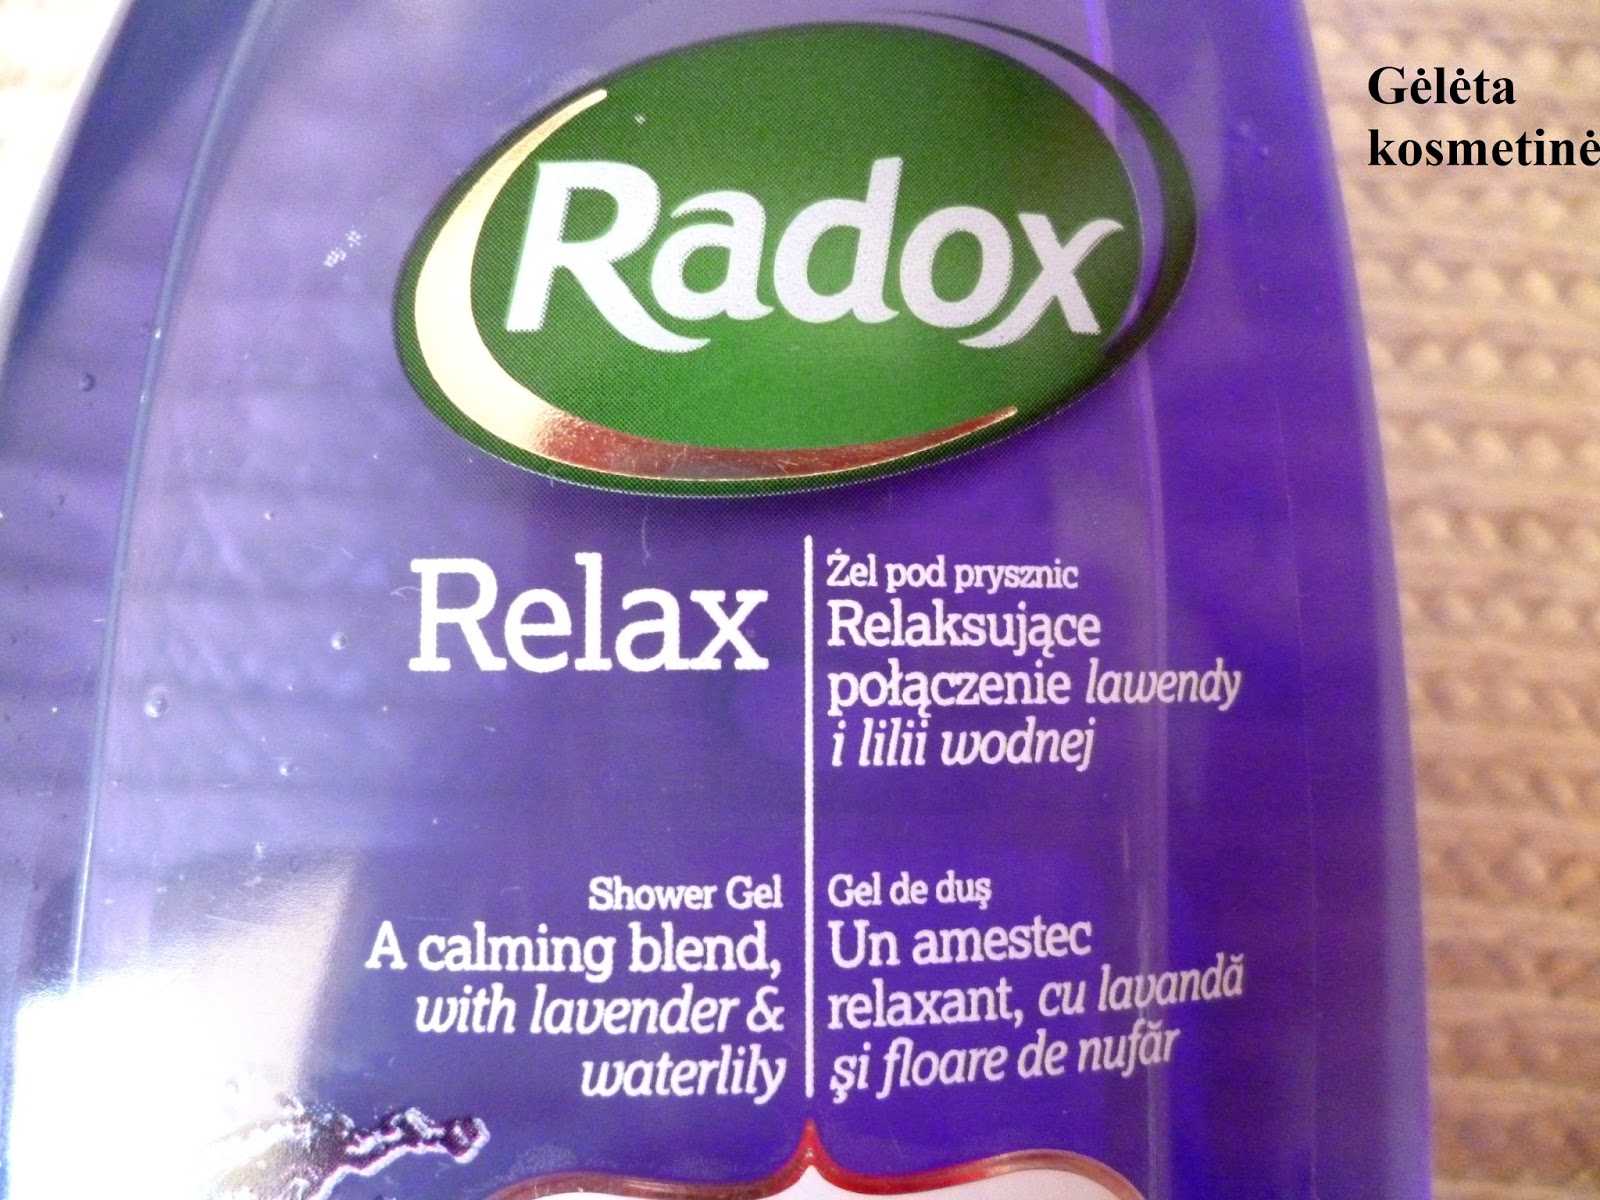 Radox
Relax
Żel pod prysznic
Relaksujące
połączenie lawendy
i lilii wodnej
Shower Gel
A calming blend,
with lavender &
waterlily
Gel de duş
Un amestec
relaxant, cu lavandă
şi floare de nufăr
Gėlėta
kosmetinė